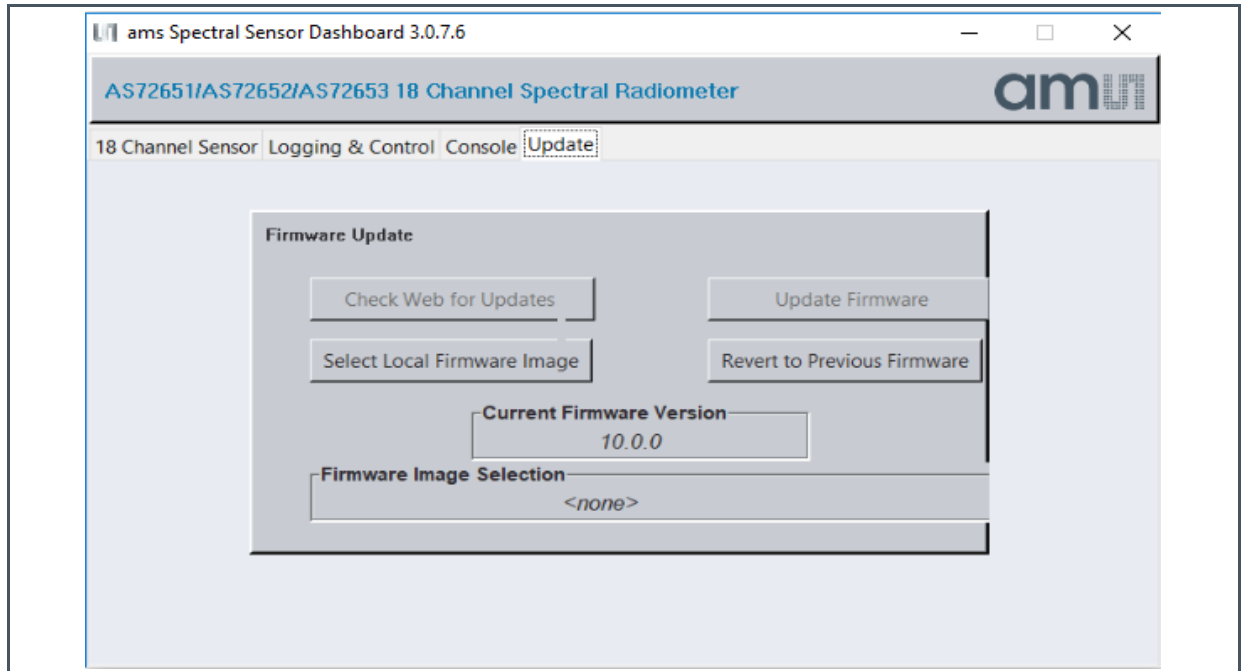 ams Spectral Sensor Dashboard 3.0.7.6
AS72651/AS72652/AS72653 18 Channel Spectral Radiometer
am
18 Channel Sensor Logging & Control Console Update
Firmware Update
Check Web for Updates Update Firmware
Select Local Firmware Image Revert to Previous Firmware
Current Firmware Version
10.0.0
Firmware Image Selection
<none>